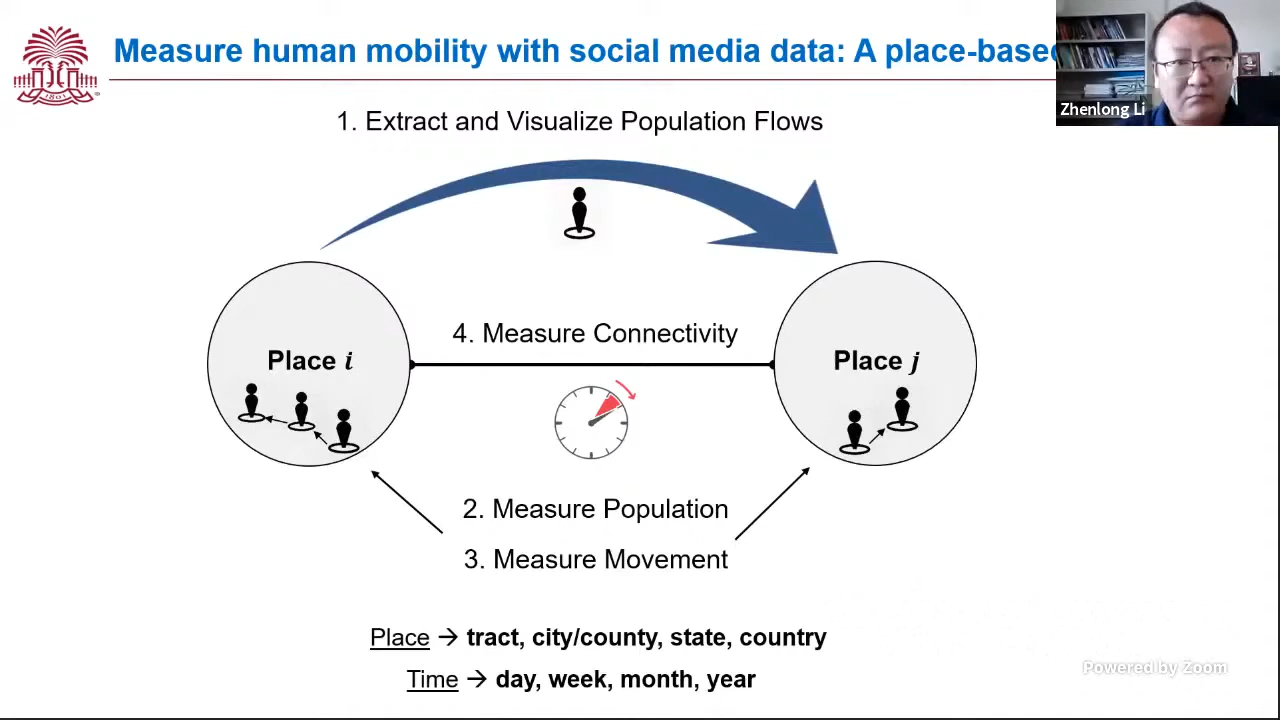 Measure human mobility with social media data: A place-based
Zhenlong Li
1. Extract and Visualize Population Flows
4. Measure Connectivity
Place i
Place j
2. Measure Population
3. Measure Movement
Place → tract, city/county, state, country
Time → day, week, month, year
Powered by Zoom
1801